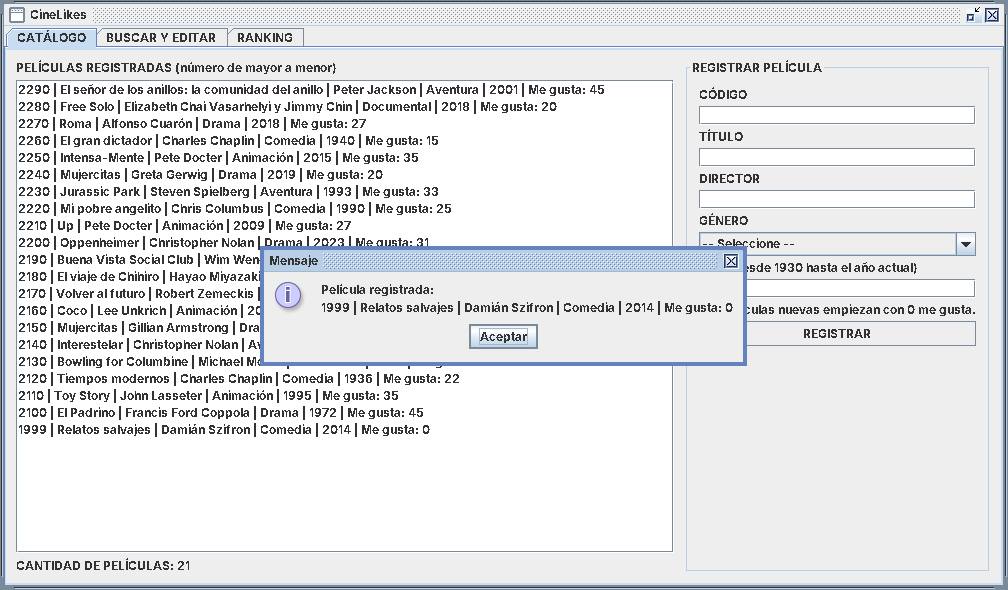 CineLikes
CATÁLOGO BUSCAR Y EDITAR RANKING
PELÍCULAS REGISTRADAS (número de mayor a menor)
2290 | El señor de los anillos: la comunidad del anillo | Peter Jackson | Aventura | 2001 | Me gusta: 45
2280 | Free Solo | Elizabeth Chai Vasarhelyi y Jimmy Chin | Documental | 2018 | Me gusta: 20
2270 | Roma | Alfonso Cuarón | Drama | 2018 | Me gusta: 27
2260 | El gran dictador | Charles Chaplin | Comedia | 1940 | Me gusta: 15
2250 | Intensa-Mente | Pete Docter | Animación | 2015 | Me gusta: 35
2240 | Mujercitas | Greta Gerwig | Drama | 2019 | Me gusta: 20
2230 | Jurassic Park | Steven Spielberg | Aventura | 1993 | Me gusta: 33
2220 | Mi pobre angelito | Chris Columbus | Comedia | 1990 | Me gusta: 25
2210 | Up | Pete Docter | Animación | 2009 | Me gusta: 27
2200 | Oppenheimer | Christopher Nolan | Drama | 2023 | Me gusta: 31
2190 | Buena Vista Social Club | Wim
2180 | El viaje de Chihiro | Hayao
2170 | Volver al futuro | Robert Zemeckis |
2160 | Coco | Lee Unkrich | Animación |
2150 | Mujercitas | Gillian Armstrong |
2140 | Interestelar | Christopher Nolan |
2130 | Bowling for Columbine | Michael
2120 | Tiempos modernos | Charles Chaplin | Comedia | 1936 | Me gusta: 22
2110 | Toy Story | John Lasseter | Animación | 1995 | Me gusta: 35
2100 | El Padrino | Francis Ford Coppola | Drama | 1972 | Me gusta: 45
1999 | Relatos salvajes | Damián Szifron | Comedia | 2014 | Me gusta: 0
CANTIDAD DE PELÍCULAS: 21
REGISTRAR PELÍCULA
CÓDIGO
TÍTULO
DIRECTOR
GÉNERO
-- Seleccione --
1930 hasta el año actual)
nuevas empiezan con 0 me gusta.
REGISTRAR
Mensaje
Película registrada:
1999 | Relatos salvajes | Damián Szifron | Comedia | 2014 | Me gusta: 0
Aceptar